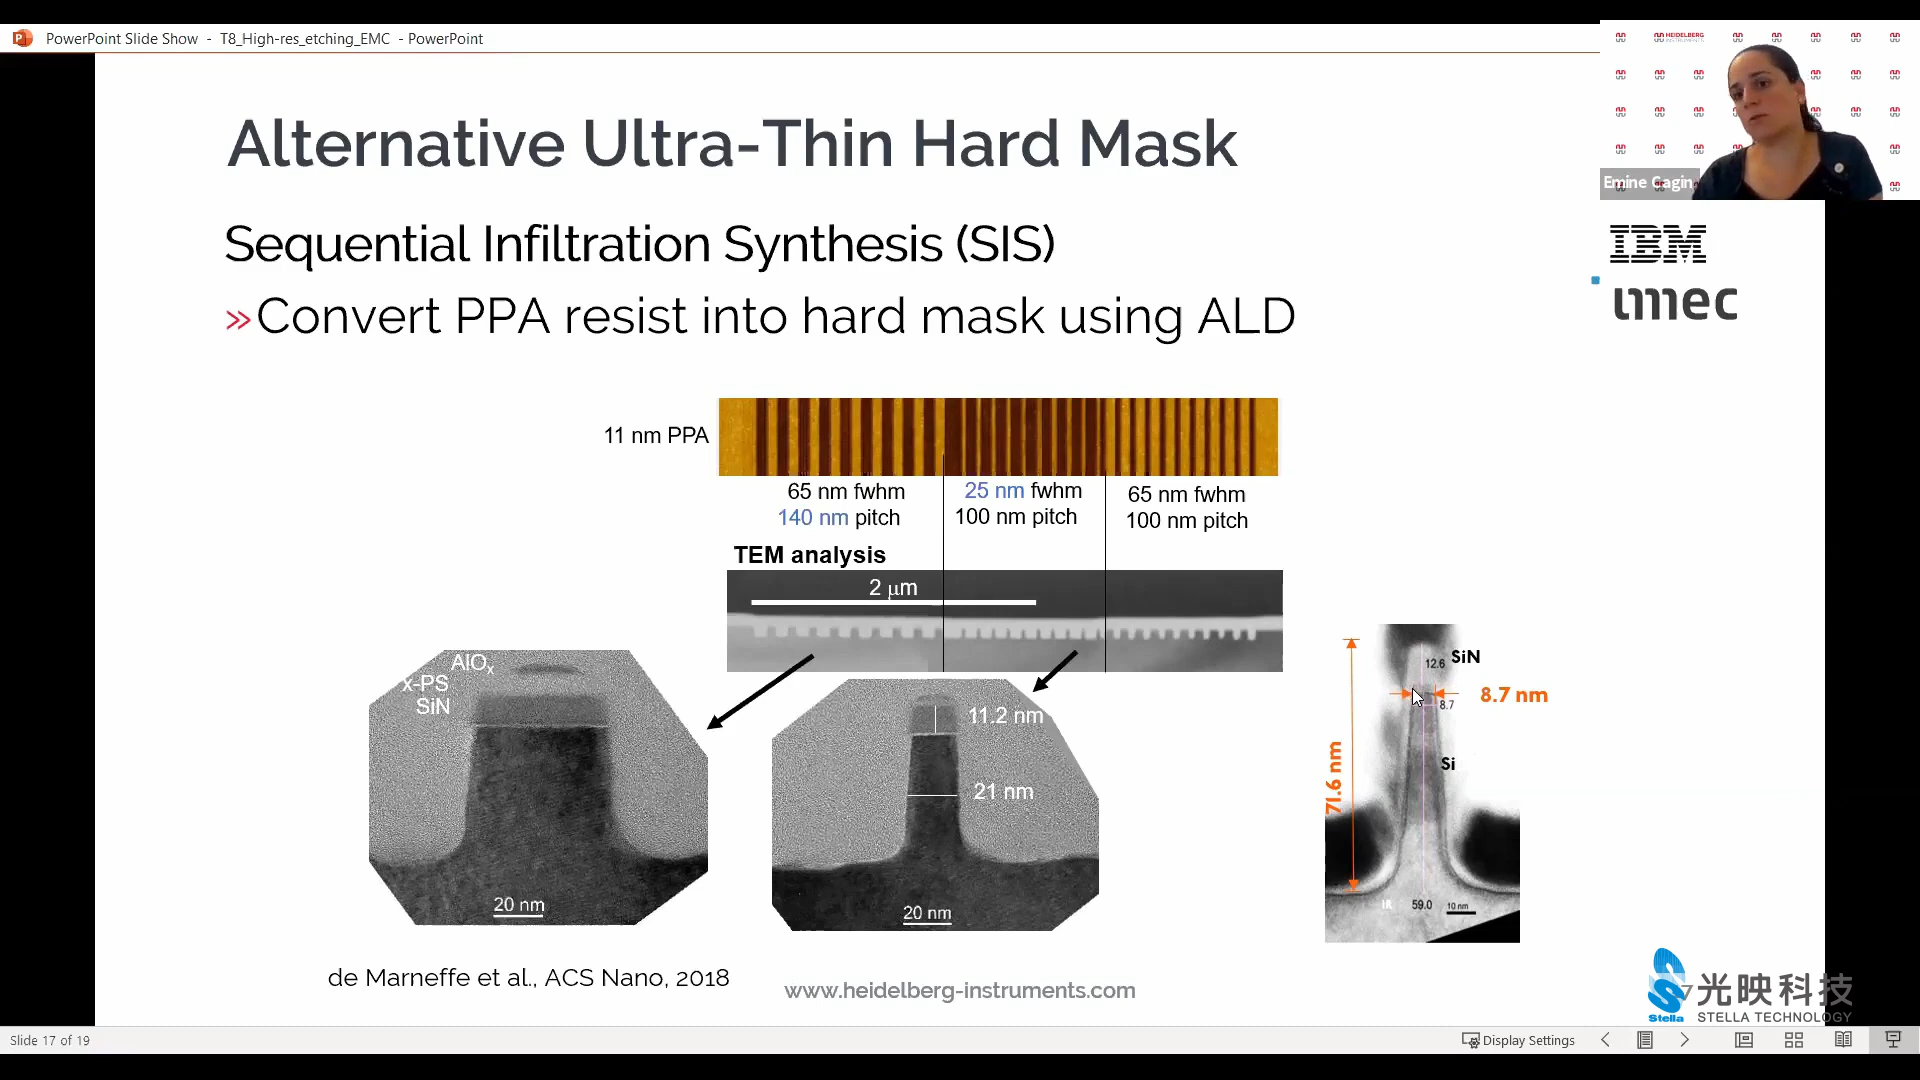 PowerPoint Slide Show - T8_High-res_etching_EMC - PowerPoint
HEIDELBERG
INSTRUMENTS
Emine Cagin
Alternative Ultra-Thin Hard Mask
Sequential Infiltration Synthesis (SIS)
» Convert PPA resist into hard mask using ALD
IBM
imec
11 nm PPA
65 nm fwhm
140 nm pitch
25 nm fwhm
100 nm pitch
65 nm fwhm
100 nm pitch
TEM analysis
2 μm
AlOx
x-PS
SiN
20 nm
11.2 nm
21 nm
20 nm
12.6
SiN
8.7 nm
8.7
Si
71.6 nm
59.0
10 nm
de Marneffe et al., ACS Nano, 2018
www.heidelberg-instruments.com
7
Stella
光映科技
STELLA TECHNOLOGY
Slide 17 of 19
Display Settings